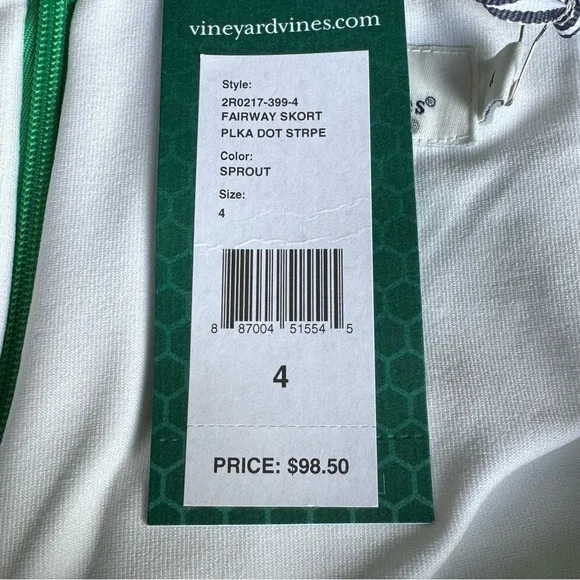 vineyardvines.com
Style:
2R0217-399-4
FAIRWAY SKORT
PLKA DOT STRPE
Color:
SPROUT
Size:
4
8 87004 51554 5
4
PRICE: $98.50